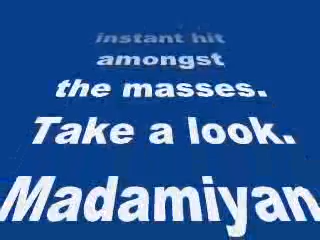 instant hit
amongst
the masses.
Take a look.
Madamiyan